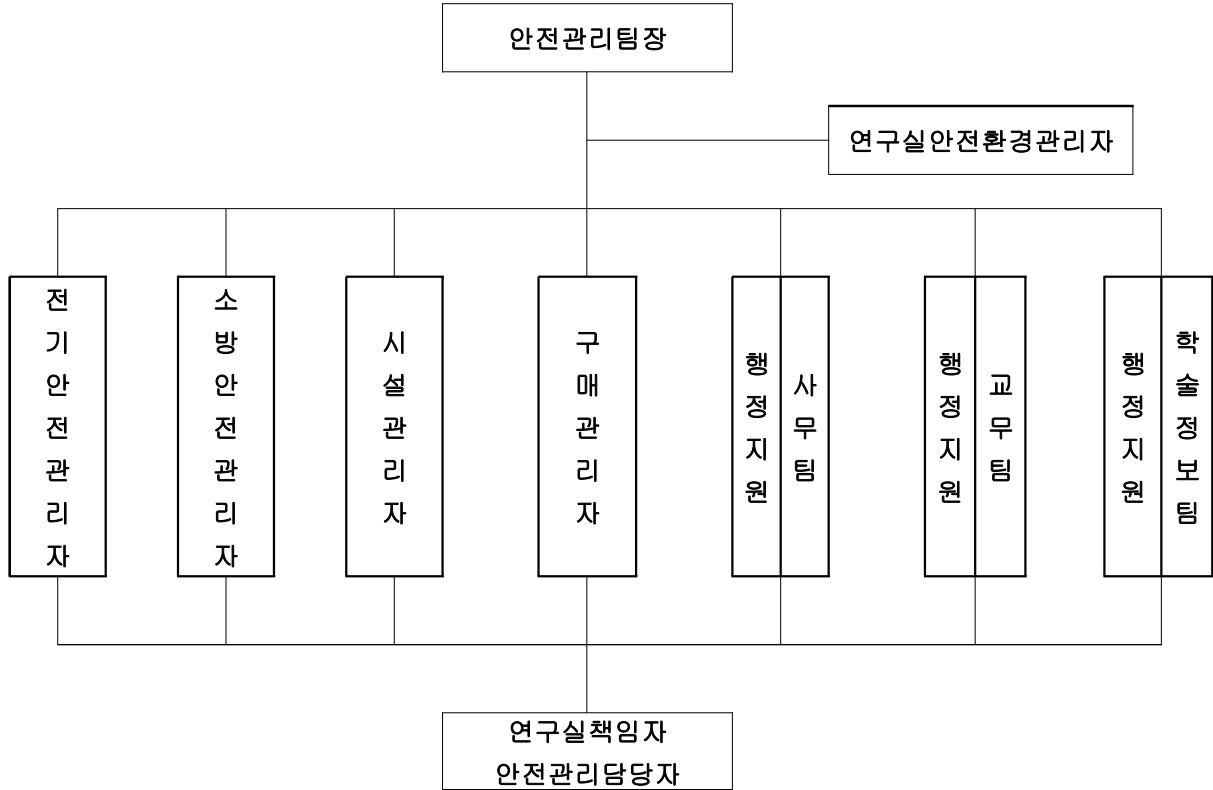 안전관리팀장
연구실안전환경관리자
전기안전관리자
소방안전관리자
시설관리자
구매관리자
행정지원
사무팀
행정지원
교무팀
행정지원
학술정보팀
연구실책임자
안전관리담당자